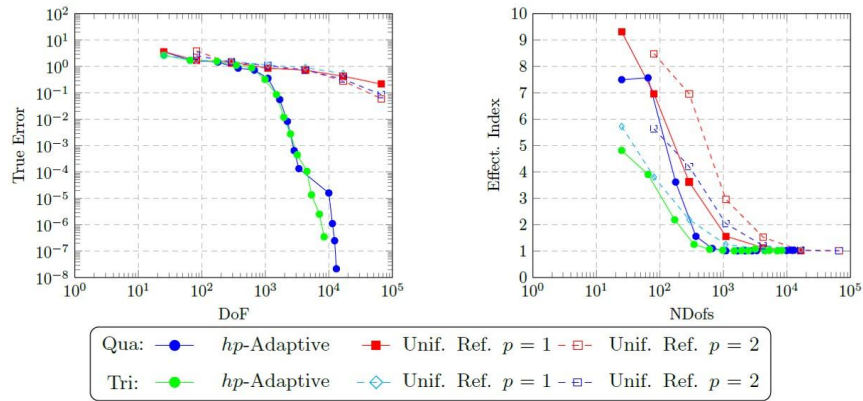 10^2
10^1
10^0
10^-1
10^-2
10^-3
10^-4
10^-5
10^-6
10^-7
10^-8
True Error
10^0 10^1 10^2 10^3 10^4 10^5
DoF
10
9
8
7
6
5
4
3
2
1
0
Effect. Index
10^0 10^1 10^2 10^3 10^4 10^5
NDofs
Qua: hp-Adaptive Unif. Ref. p = 1 Unif. Ref. p = 2
Tri: hp-Adaptive Unif. Ref. p = 1 Unif. Ref. p = 2